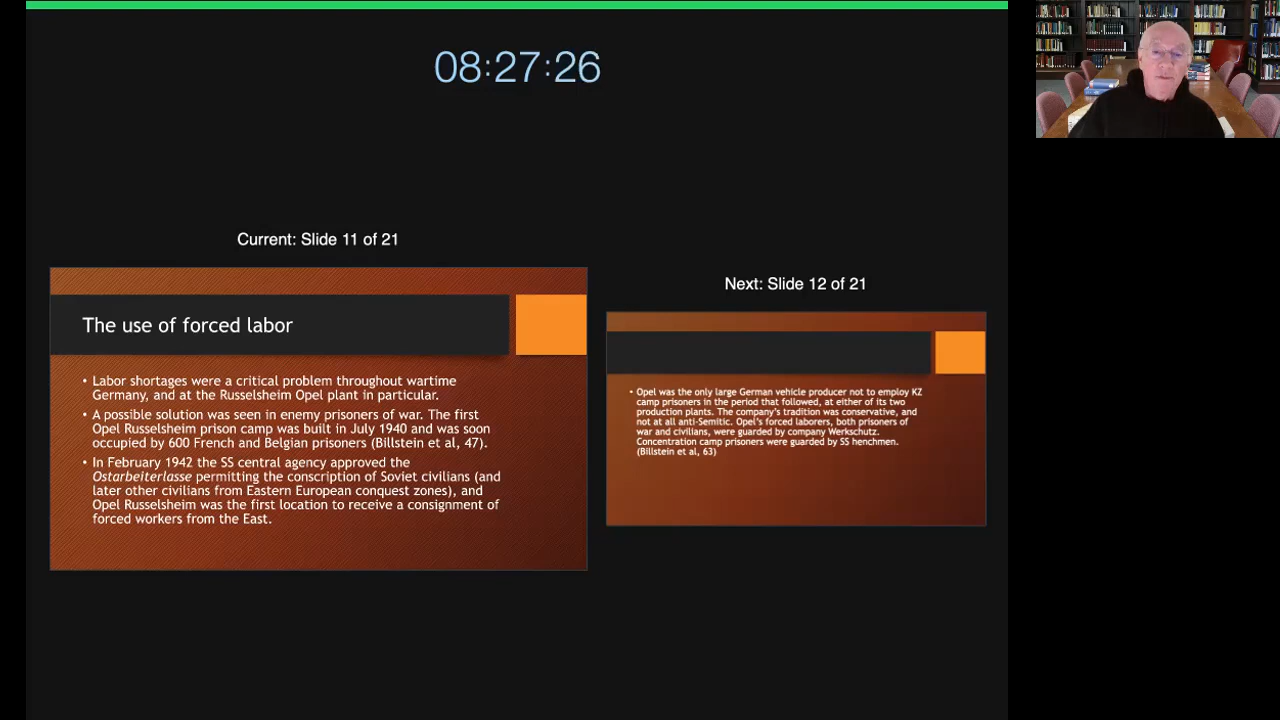 08:27:26
Current: Slide 11 of 21
The use of forced labor
• Labor shortages were a critical problem throughout wartime
Germany, and at the Russelsheim Opel plant in particular.
• A possible solution was seen in enemy prisoners of war. The first
Opel Russelsheim prison camp was built in July 1940 and was soon
occupied by 600 French and Belgian prisoners (Billstein et al, 47).
• In February 1942 the SS central agency approved the
Ostarbeiterlasse permitting the conscription of Soviet civilians (and
later other civilians from Eastern European conquest zones), and
Opel Russelsheim was the first location to receive a consignment of
forced workers from the East.
Next: Slide 12 of 21
• Opel was the only large German vehicle producer not to employ KZ
camp prisoners in the period that followed, at either of its two
production plants. The company's tradition was conservative, and
not at all anti-Semitic. Opel's forced laborers, both prisoners of
war and civilians, were guarded by company Werkschutz.
Concentration camp prisoners were guarded by SS henchmen.
(Billstein et al, 63)